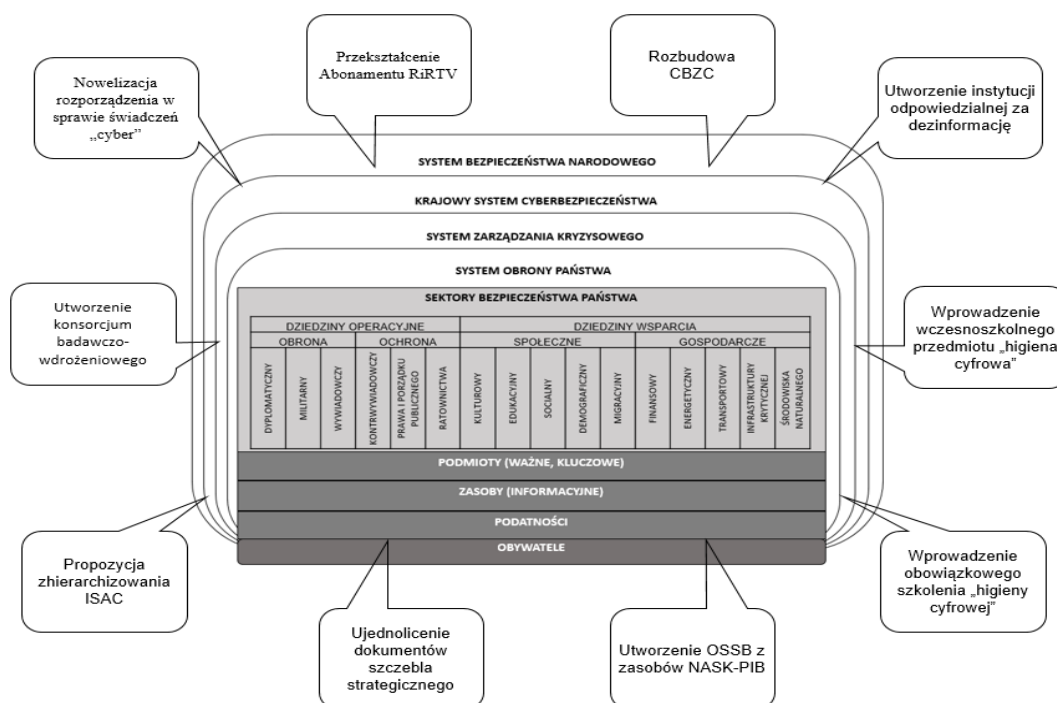 Przekształcenie
Abonamentu RiRTV
Rozbudowa
CBZC
Nowelizacja
rozporządzenia w
sprawie świadczeń
„cyber”
Utworzenie instytucji
odpowiedzialnej za
dezinformację
SYSTEM BEZPIECZEŃSTWA NARODOWEGO
KRAJOWY SYSTEM CYBERBEZPIECZEŃSTWA
SYSTEM ZARZĄDZANIA KRYZYSOWEGO
SYSTEM OBRONY PAŃSTWA
SEKTORY BEZPIECZEŃSTWA PAŃSTWA
Utworzenie
konsorcjum
badawczo-
wdrożeniowego
Wprowadzenie
wczesnoszkolnego
przedmiotu „higiena
cyfrowa”
DZIEDZINY OPERACYJNE
DZIEDZINY WSPARCIA
OBRONA
OCHRONA
SPOŁECZNE
GOSPODARCZE
DYPLOMATYCZNY
MILITARNY
WYWIADOWCZY
KONTRWYWIADOWCZY
PRAWA I PORZĄDKU
PUBLICZNEGO
RATOWNICTWA
KULTUROWY
EDUKACYJNY
SOCJALNY
DEMOGRAFICZNY
MIGRACYJNY
FINANSOWY
ENERGETYCZNY
TRANSPORTOWY
INFRASTRUKTURY
KRYTYCZNEJ
ŚRODOWISKA
NATURALNEGO
PODMIOTY (WAŻNE, KLUCZOWE)
ZASOBY (INFORMACYJNE)
PODATNOŚCI
OBYWATELE
Propozycja
zhierarchizowania
ISAC
Wprowadzenie
obowiązkowego
szkolenia „higieny
cyfrowej”
Ujednolicenie
dokumentów
szczebla
strategicznego
Utworzenie OSSB z
zasobów NASK-PIB